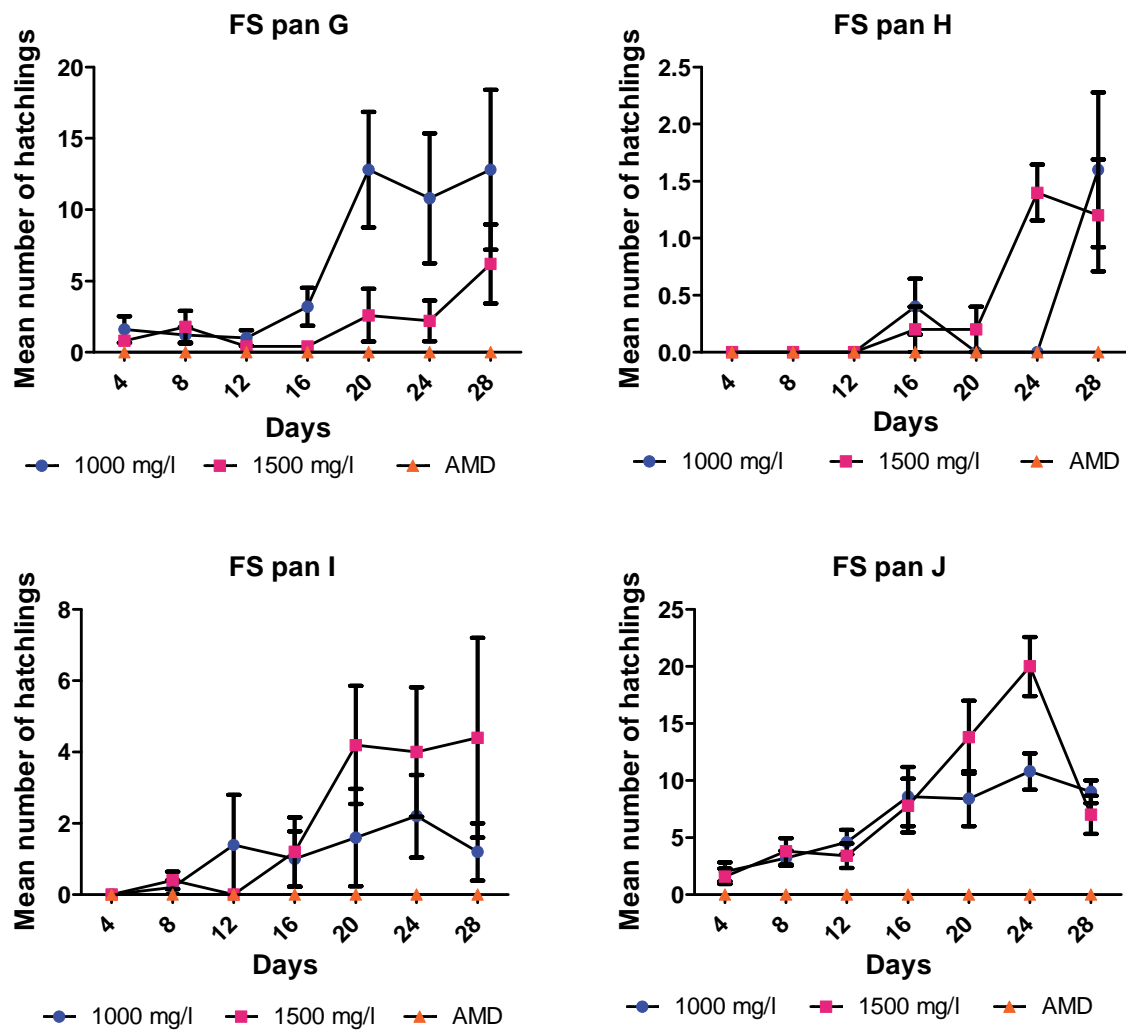 FS pan G
Mean number of hatchlings
20
15
10
5
0
4 8 12 16 20 24 28
Days
1000 mg/l 1500 mg/l AMD
FS pan H
Mean number of hatchlings
2.5
2.0
1.5
1.0
0.5
0.0
4 8 12 16 20 24 28
Days
1000 mg/l 1500 mg/l AMD
FS pan I
Mean number of hatchlings
8
6
4
2
0
4 8 12 16 20 24 28
Days
1000 mg/l 1500 mg/l AMD
FS pan J
Mean number of hatchlings
25
20
15
10
5
0
4 8 12 16 20 24 28
Days
1000 mg/l 1500 mg/l AMD